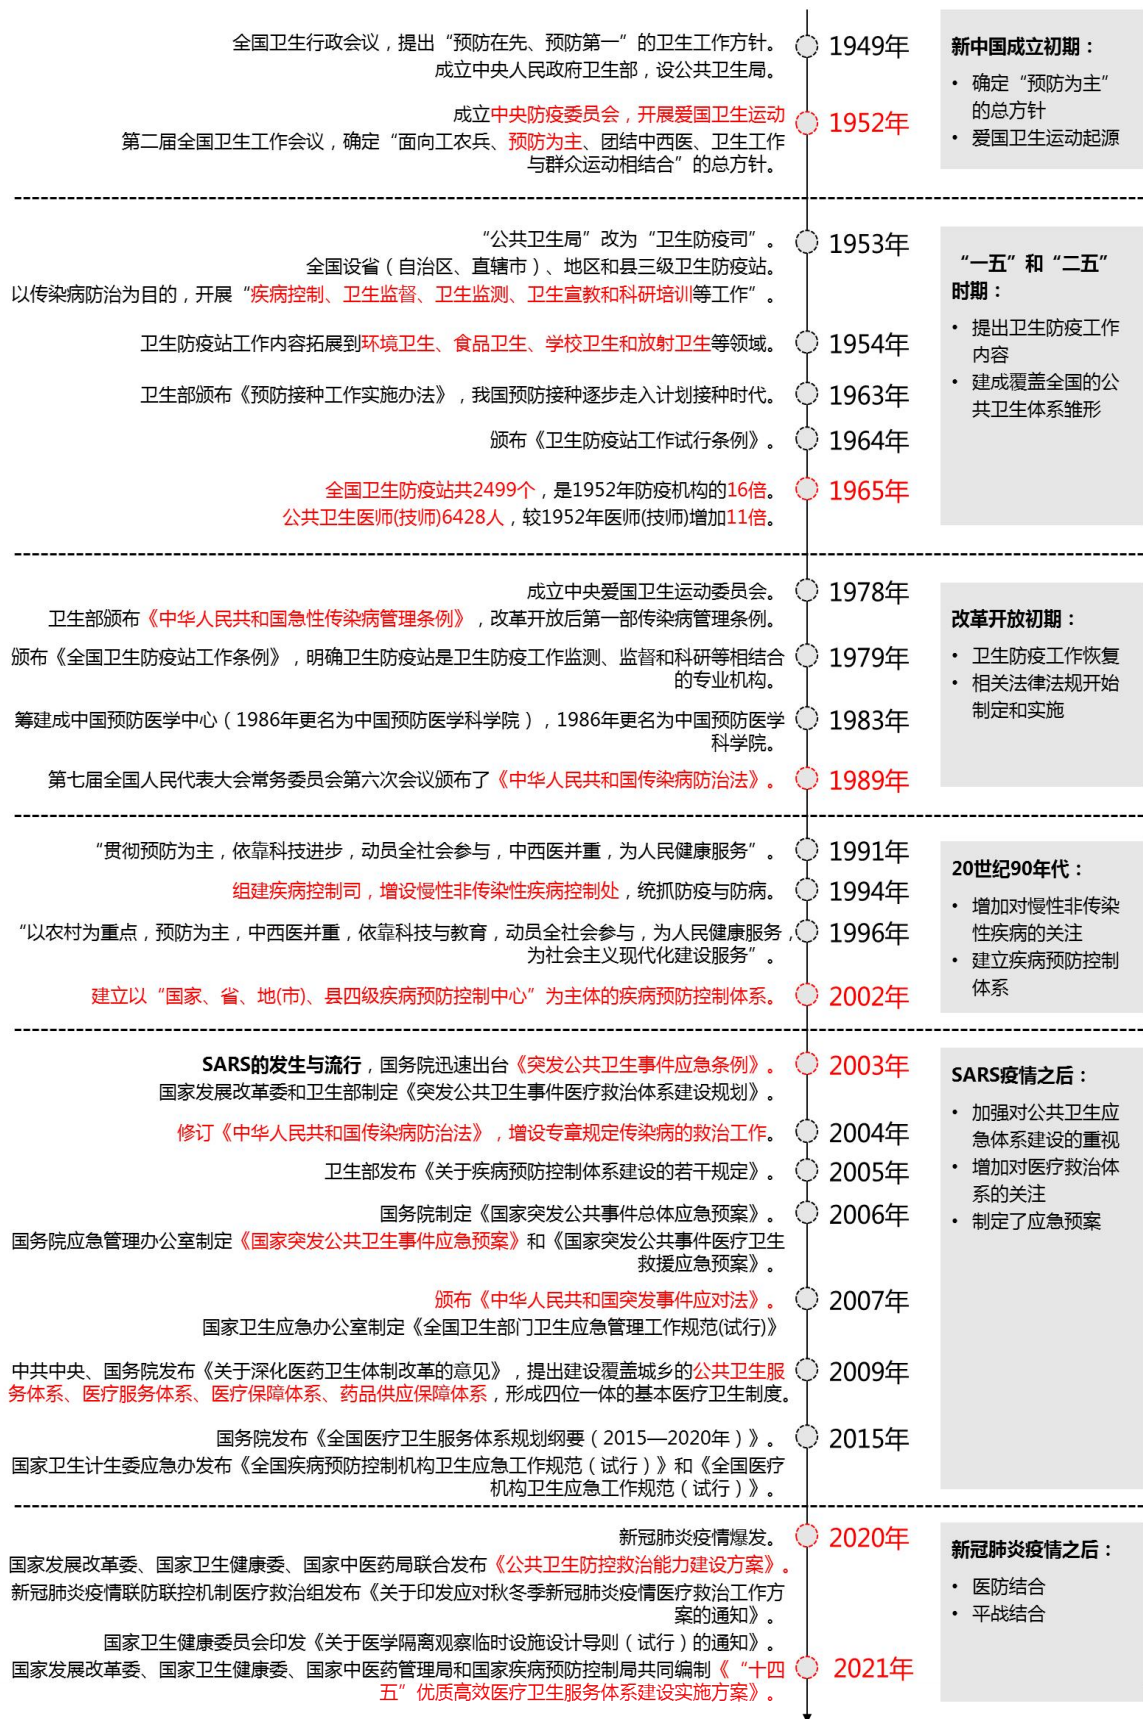 全国卫生行政会议，提出“预防在先、预防第一”的卫生工作方针。
成立中央人民政府卫生部，设公共卫生局。
1949年
成立中央防疫委员会，开展爱国卫生运动
第二届全国卫生工作会议，确定“面向工农兵、预防为主、团结中西医、卫生工作
与群众运动相结合”的总方针。
1952年
新中国成立初期：
• 确定“预防为主”
的总方针
• 爱国卫生运动起源
“公共卫生局”改为“卫生防疫司”。
全国设省（自治区、直辖市）、地区和县三级卫生防疫站。
以传染病防治为目的，开展“疾病控制、卫生监督、卫生监测、卫生宣教和科研培训等工作”。
1953年
卫生防疫站工作内容拓展到环境卫生、食品卫生、学校卫生和放射卫生等领域。
1954年
卫生部颁布《预防接种工作实施办法》，我国预防接种逐步走入计划接种时代。
1963年
颁布《卫生防疫站工作试行条例》。
1964年
全国卫生防疫站共2499个，是1952年防疫机构的16倍。
公共卫生医师(技师)6428人，较1952年医师(技师)增加11倍。
1965年
“一五”和“二五”
时期：
• 提出卫生防疫工作
内容
• 建成覆盖全国的公
共卫生体系雏形
成立中央爱国卫生运动委员会。
卫生部颁布《中华人民共和国急性传染病管理条例》，改革开放后第一部传染病管理条例。
1978年
颁布《全国卫生防疫站工作条例》，明确卫生防疫站是卫生防疫工作监测、监督和科研等相结合
的专业机构。
1979年
筹建成中国预防医学中心（1986年更名为中国预防医学科学院），1986年更名为中国预防医学
科学院。
1983年
第七届全国人民代表大会常务委员会第六次会议颁布了《中华人民共和国传染病防治法》。
1989年
改革开放初期：
• 卫生防疫工作恢复
• 相关法律法规开始
制定和实施
“贯彻预防为主，依靠科技进步，动员全社会参与，中西医并重，为人民健康服务”。
1991年
组建疾病控制司，增设慢性非传染性疾病控制处，统抓防疫与防病。
1994年
“以农村为重点，预防为主，中西医并重，依靠科技与教育，动员全社会参与，为人民健康服务，
为社会主义现代化建设服务”。
1996年
建立以“国家、省、地(市)、县四级疾病预防控制中心”为主体的疾病预防控制体系。
2002年
20世纪90年代：
• 增加对慢性非传染
性疾病的关注
• 建立疾病预防控制
体系
SARS的发生与流行，国务院迅速出台《突发公共卫生事件应急条例》。
国家发展改革委和卫生部制定《突发公共卫生事件医疗救治体系建设规划》。
2003年
修订《中华人民共和国传染病防治法》，增设专章规定传染病的救治工作。
2004年
卫生部发布《关于疾病预防控制体系建设的若干规定》。
2005年
国务院制定《国家突发公共事件总体应急预案》。
国务院应急管理办公室制定《国家突发公共卫生事件应急预案》和《国家突发公共事件医疗卫生
救援应急预案》。
2006年
颁布《中华人民共和国突发事件应对法》。
国家卫生应急办公室制定《全国卫生部门卫生应急管理工作规范(试行)》
2007年
中共中央、国务院发布《关于深化医药卫生体制改革的意见》，提出建设覆盖城乡的公共卫生服
务体系、医疗服务体系、医疗保障体系、药品供应保障体系，形成四位一体的基本医疗卫生制度。
2009年
国务院发布《全国医疗卫生服务体系规划纲要（2015—2020年）》。
国家卫生计生委应急办发布《全国疾病预防控制机构卫生应急工作规范（试行）》和《全国医疗
机构卫生应急工作规范（试行）》。
2015年
SARS疫情之后：
• 加强对公共卫生应
急体系建设的重视
• 增加对医疗救治体
系的关注
• 制定了应急预案
新冠肺炎疫情爆发。
国家发展改革委、国家卫生健康委、国家中医药局联合发布《公共卫生防控救治能力建设方案》。
新冠肺炎疫情联防联控机制医疗救治组发布《关于印发应对秋冬季新冠肺炎疫情医疗救治工作方
案的通知》。
国家卫生健康委员会印发《关于医学隔离观察临时设施设计导则（试行）的通知》。
2020年
国家发展改革委、国家卫生健康委、国家中医药管理局和国家疾病预防控制局共同编制《“十四
五”优质高效医疗卫生服务体系建设实施方案》。
2021年
新冠肺炎疫情之后：
• 医防结合
• 平战结合